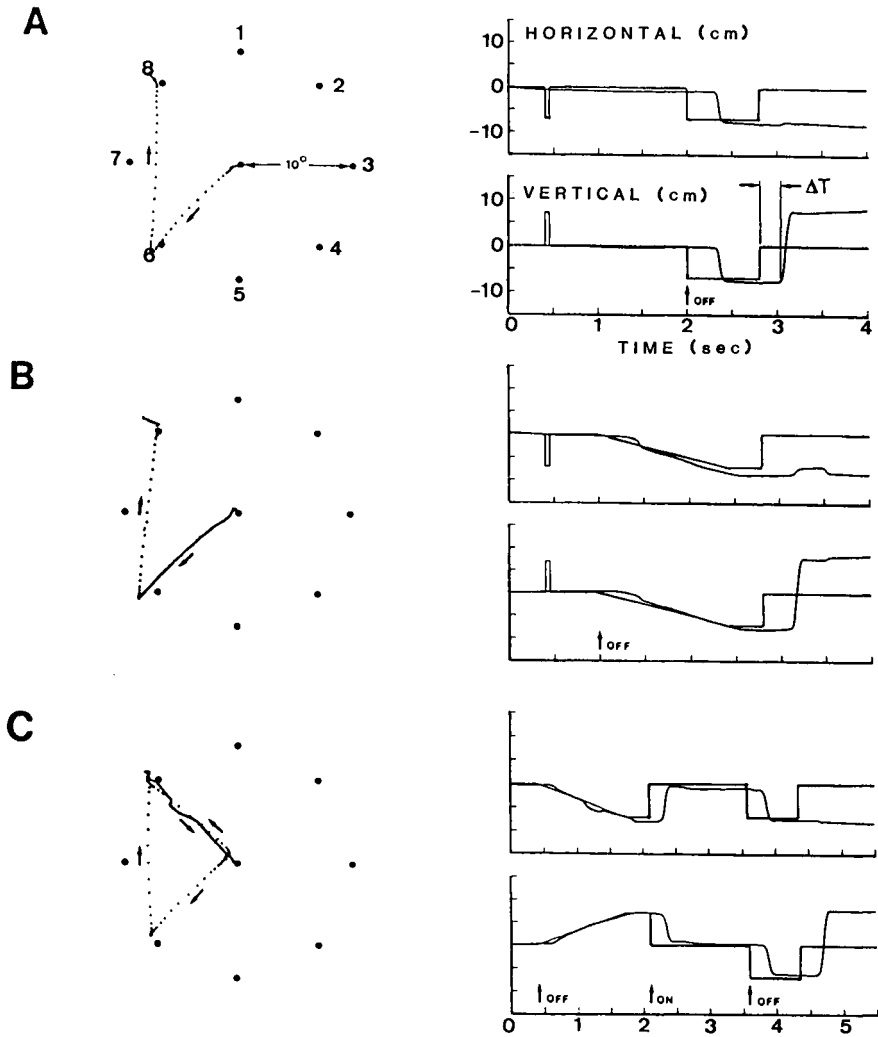 A
1
2
3
4
5
6
7
8
10°
HORIZONTAL (cm)
10
0
-10
VERTICAL (cm)
ΔT
10
0
-10
OFF
0 1 2 3 4
TIME (sec)
B
OFF
C
OFF ON OFF
0 1 2 3 4 5